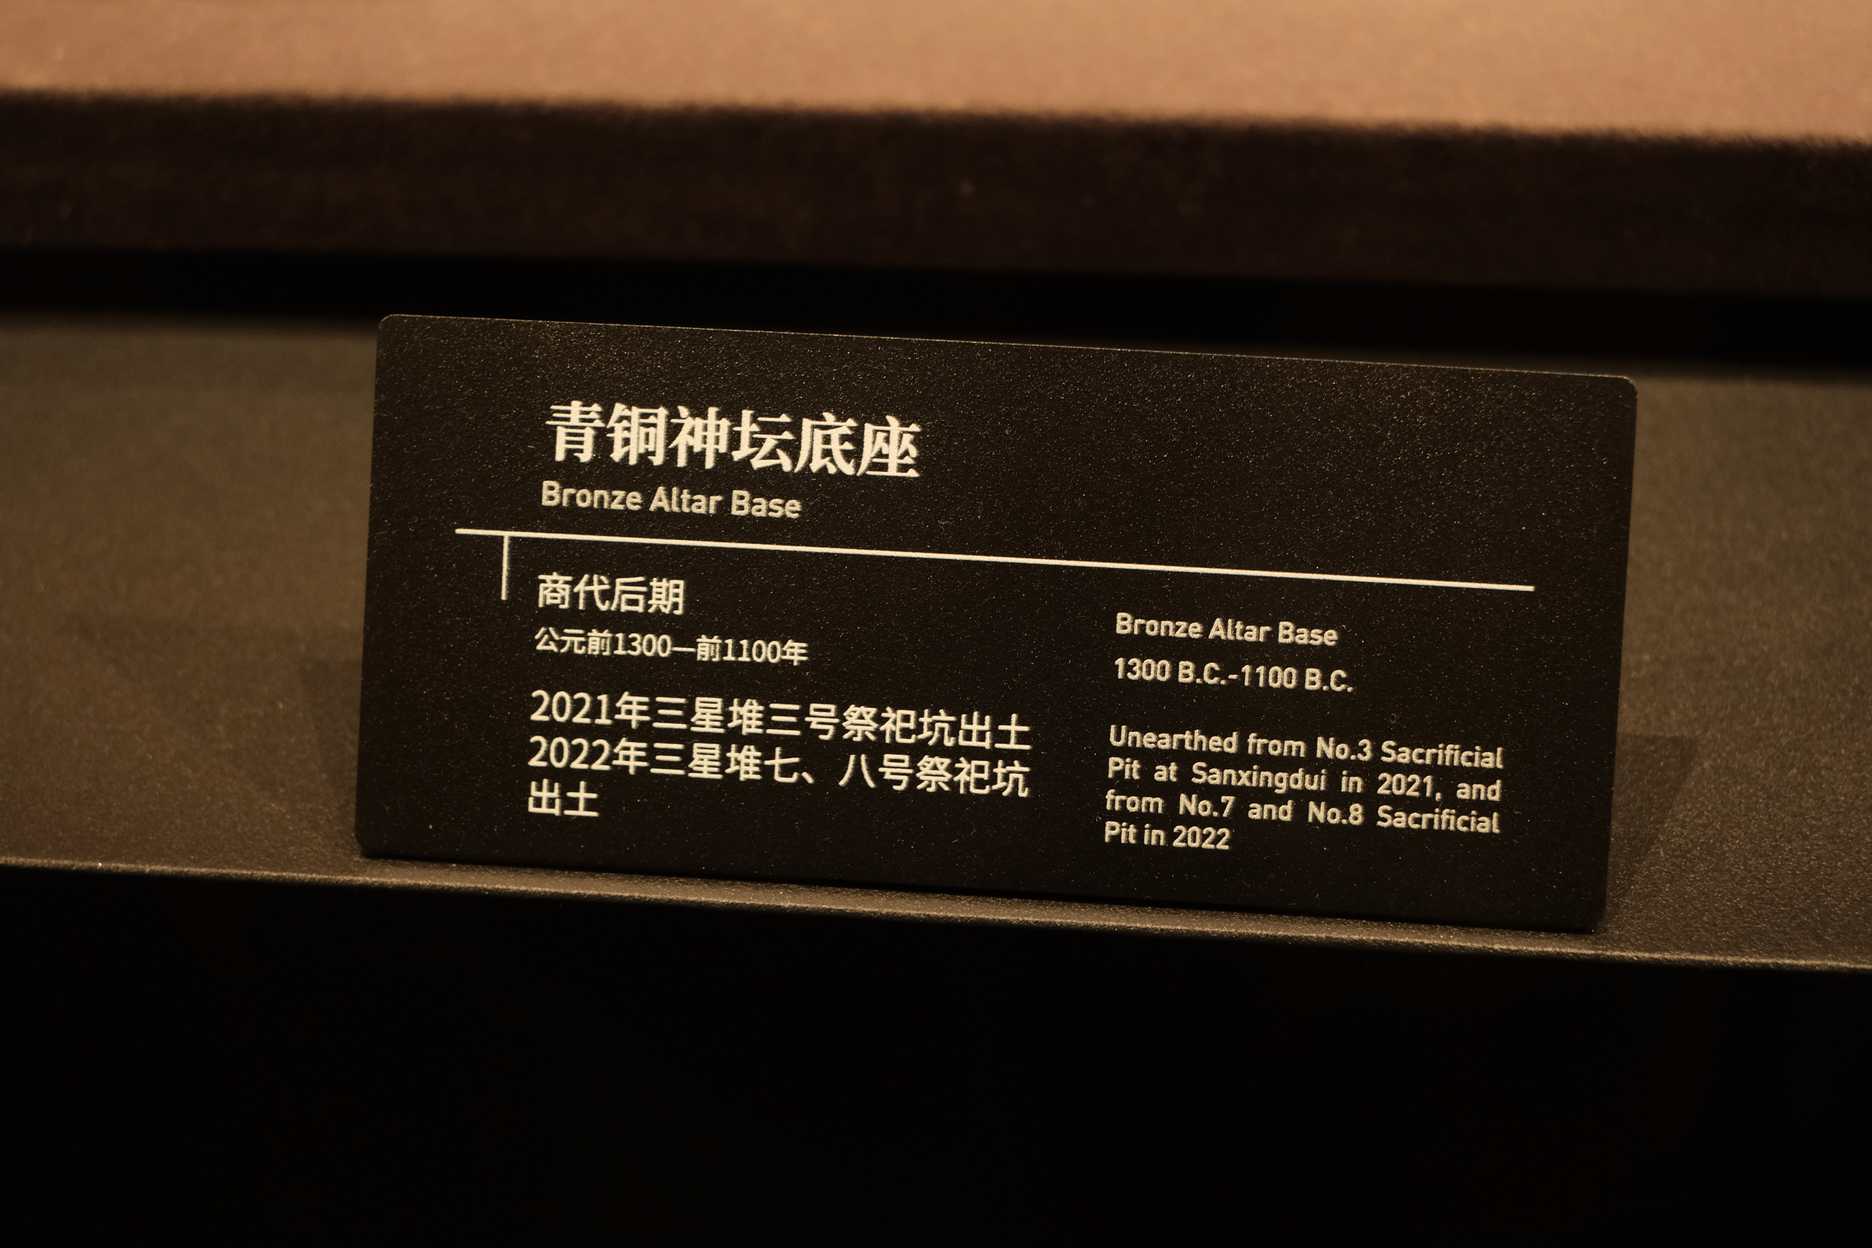 青铜神坛底座
Bronze Altar Base
商代后期
公元前1300—前1100年
2021年三星堆三号祭祀坑出土
2022年三星堆七、八号祭祀坑
出土
Bronze Altar Base
1300 B.C.-1100 B.C.
Unearthed from No.3 Sacrificial
Pit at Sanxingdui in 2021, and
from No.7 and No.8 Sacrificial
Pit in 2022